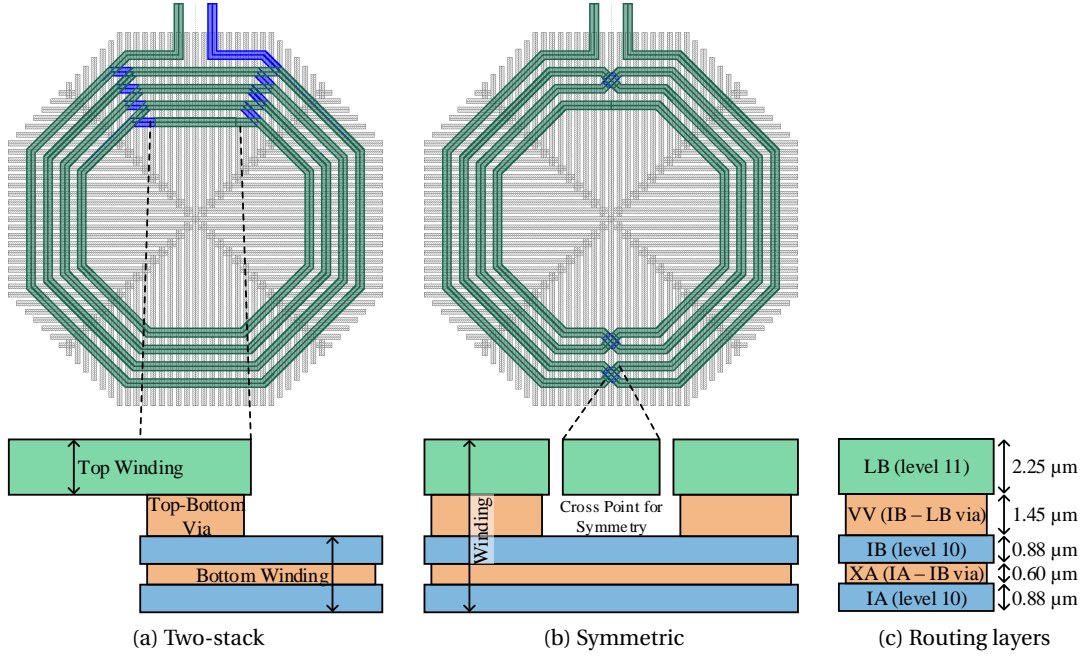 Top Winding
Top-Bottom
Via
Bottom Winding
Winding
Cross Point for
Symmetry
LB (level 11)
2.25 µm
VV (IB – LB via)
1.45 µm
IB (level 10)
0.88 µm
XA (IA – IB via)
0.60 µm
IA (level 10)
0.88 µm
(a) Two-stack
(b) Symmetric
(c) Routing layers